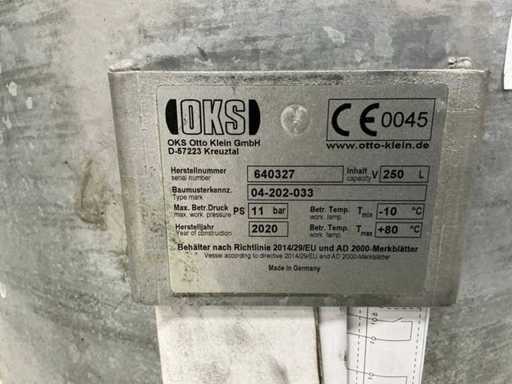 OKS
OKS Otto Klein GmbH
D-57223 Kreuztal
CE 0045
www.otto-klein.de
Herstellnummer 640327 Inhalt V 250 L
serial number capacity
Baumusterkennz. 04-202-033
Type mark
Max. Betr.Druck PS 11 bar Betr. Temp. Tmin -10 °C
max. work. pressure work. temp.
Herstelljahr 2020 Betr. Temp. Tmax +80 °C
Year of construction work. temp.
Behälter nach Richtlinie 2014/29/EU und AD 2000-Merkblätter
Vessel according to directive 2014/29/EU and AD 2000-Merkblätter
Made in Germany